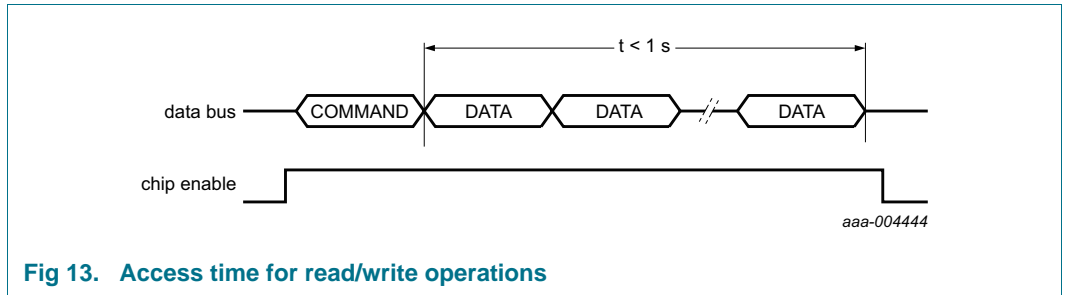 t < 1 s
data bus COMMAND DATA DATA DATA
chip enable
aaa-004444
Fig 13. Access time for read/write operations